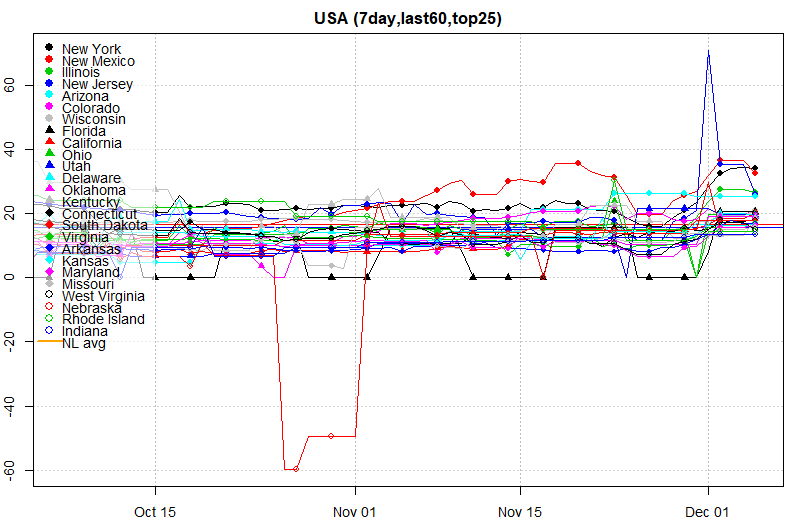 USA (7day,last60,top25)
60
40
20
0
-20
-40
-60
New York
New Mexico
Illinois
New Jersey
Arizona
Colorado
Wisconsin
Florida
California
Ohio
Utah
Delaware
Oklahoma
Kentucky
Connecticut
South Dakota
Virginia
Arkansas
Kansas
Maryland
Missouri
West Virginia
Nebraska
Rhode Island
Indiana
NL avg
Oct 15
Nov 01
Nov 15
Dec 01